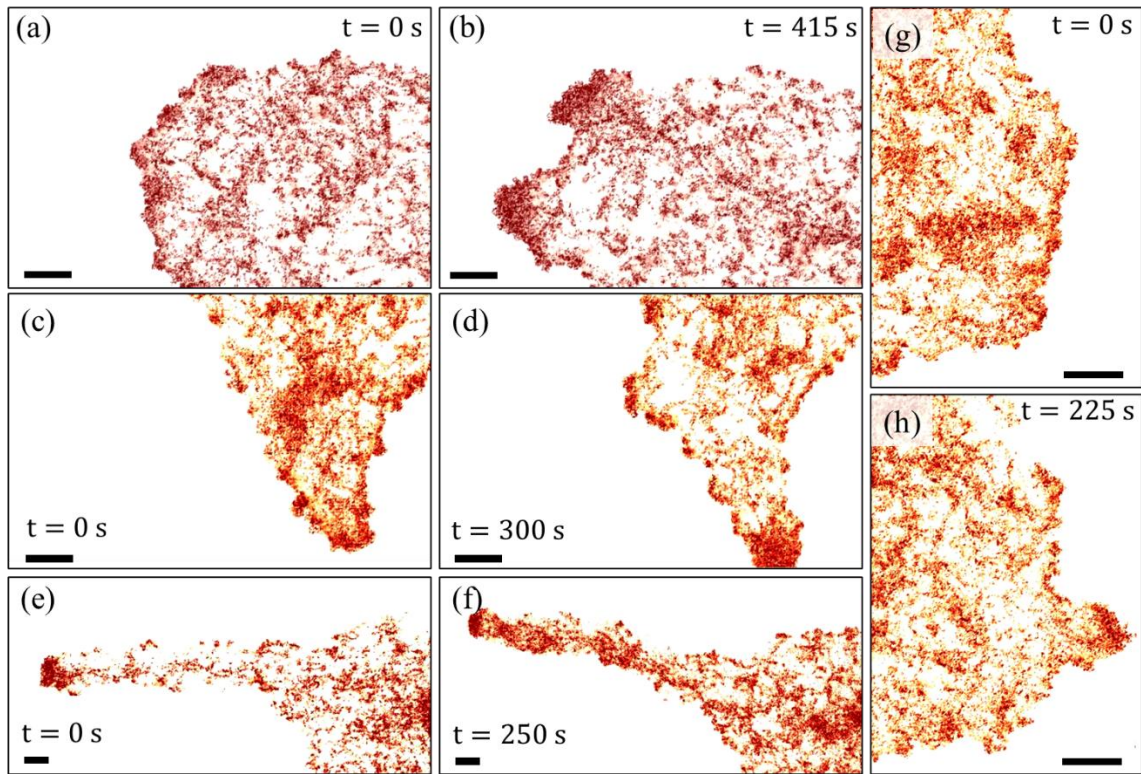 (a)
t = 0 s
(b)
t = 415 s
(g)
t = 0 s
(c)
t = 0 s
(d)
t = 300 s
(h)
t = 225 s
(e)
t = 0 s
(f)
t = 250 s